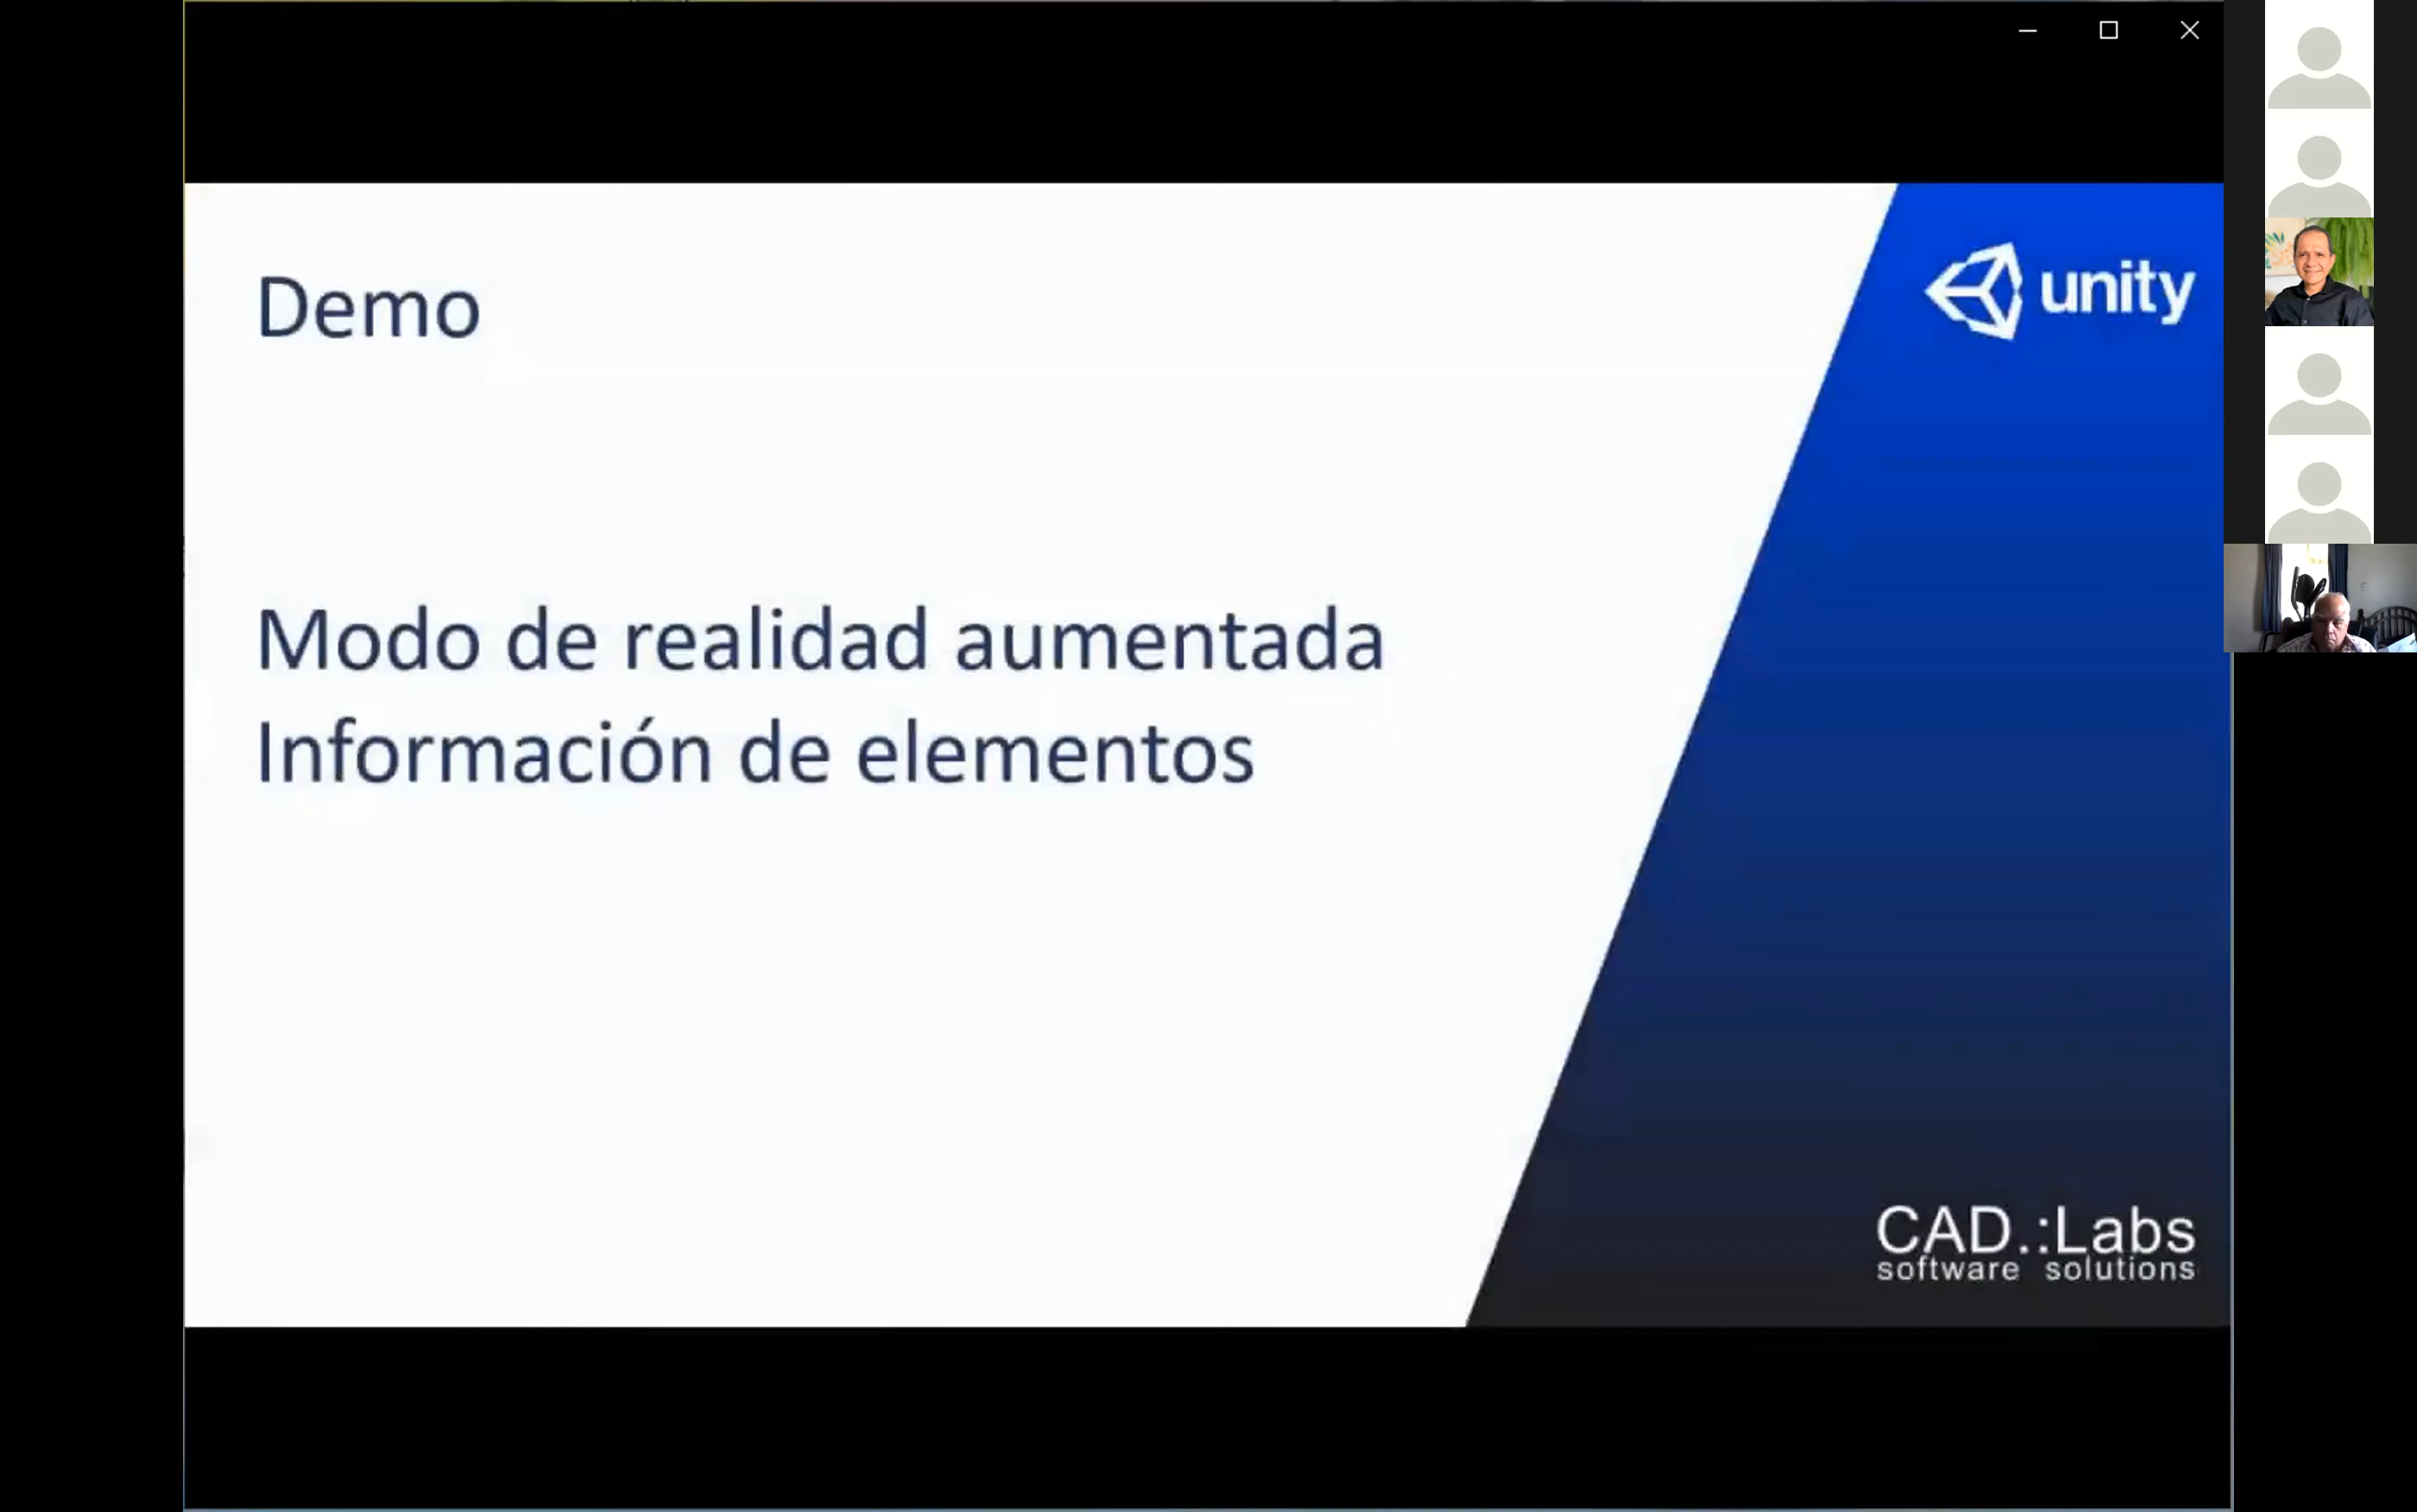 Demo
unity
Modo de realidad aumentada
Información de elementos
CAD.:Labs
software solutions